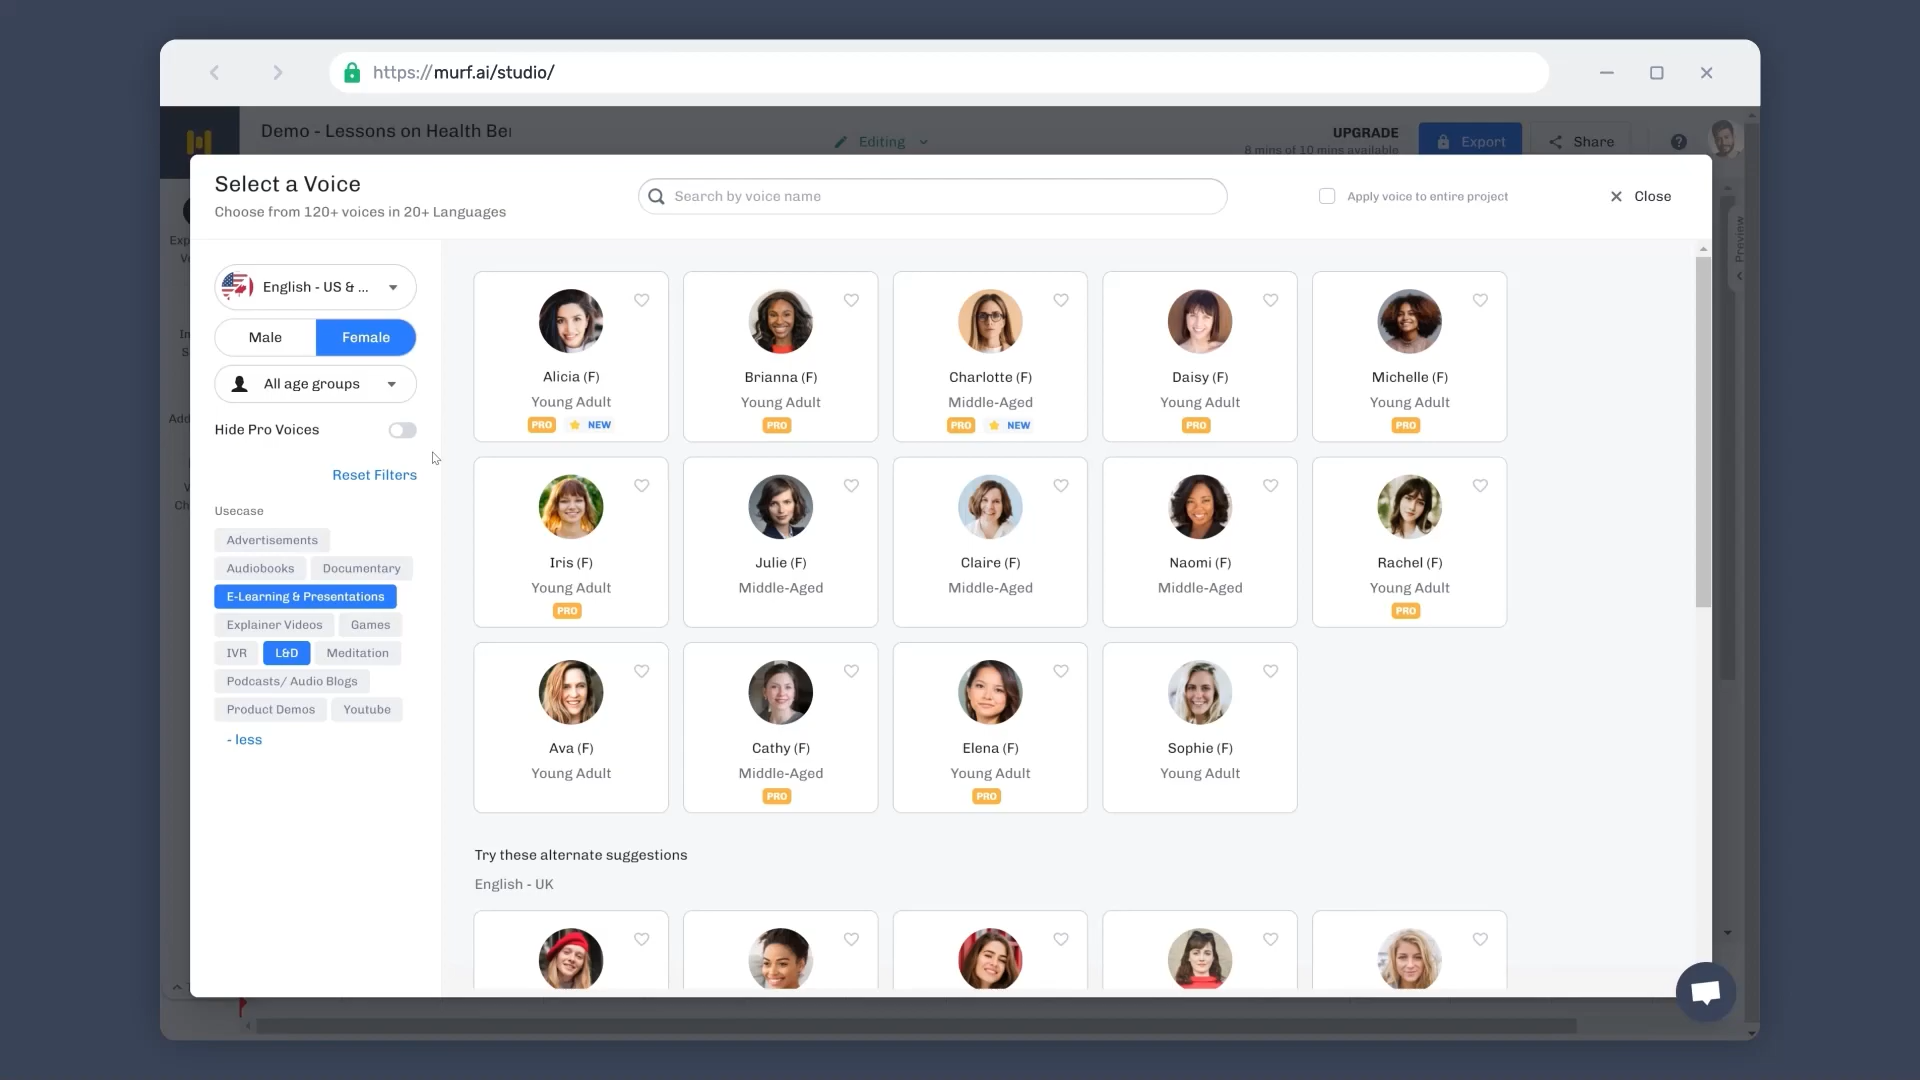 https://murf.ai/studio/
Demo - Lessons on Health Be
Editing
UPGRADE
8 mins of 10 mins available
Export
Share
Select a Voice
Choose from 120+ voices in 20+ Languages
Search by voice name
Apply voice to entire project
Close
Preview
English - US & ...
Male
Female
All age groups
Hide Pro Voices
Reset Filters
Usecase
Advertisements
Audiobooks
Documentary
E-Learning & Presentations
Explainer Videos
Games
IVR
L&D
Meditation
Podcasts/ Audio Blogs
Product Demos
Youtube
- less
Alicia (F)
Young Adult
PRO
NEW
Brianna (F)
Young Adult
PRO
Charlotte (F)
Middle-Aged
PRO
NEW
Daisy (F)
Young Adult
PRO
Michelle (F)
Young Adult
PRO
Iris (F)
Young Adult
PRO
Julie (F)
Middle-Aged
Claire (F)
Middle-Aged
Naomi (F)
Middle-Aged
Rachel (F)
Young Adult
PRO
Ava (F)
Young Adult
Cathy (F)
Middle-Aged
PRO
Elena (F)
Young Adult
PRO
Sophie (F)
Young Adult
Try these alternate suggestions
English - UK